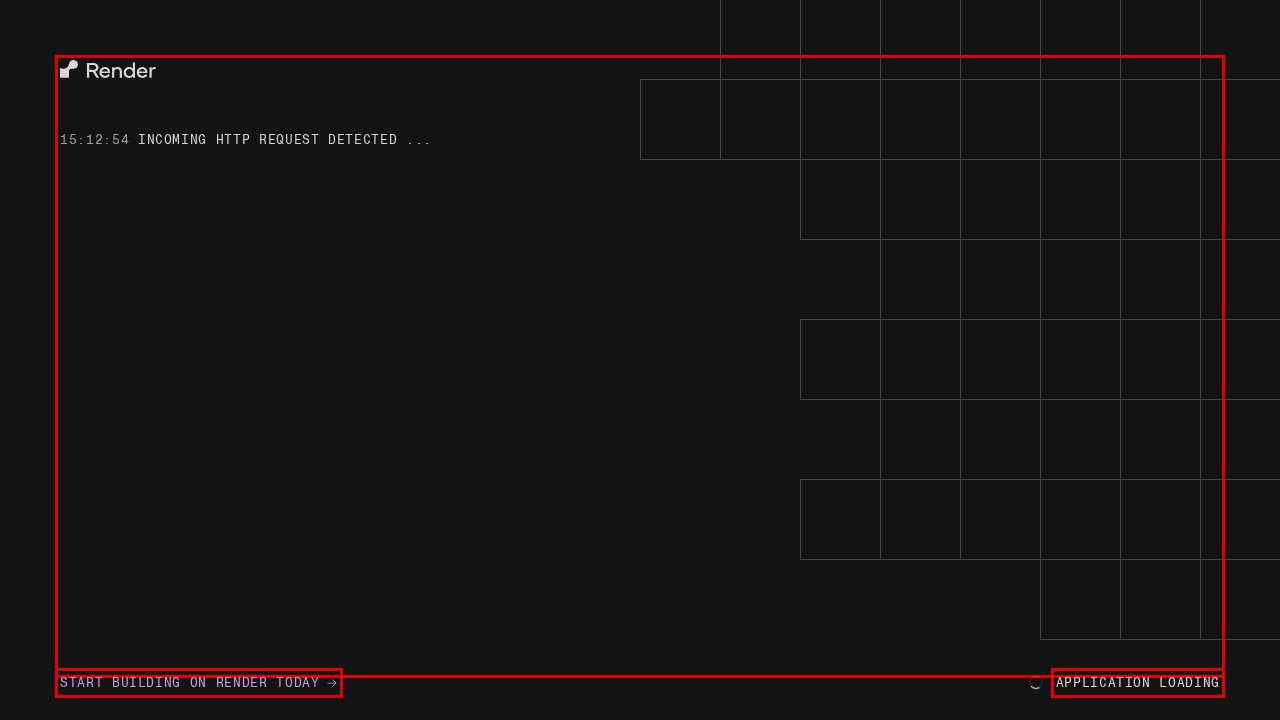 Render
15:12:54 INCOMING HTTP REQUEST DETECTED ...
START BUILDING ON RENDER TODAY →
APPLICATION LOADING